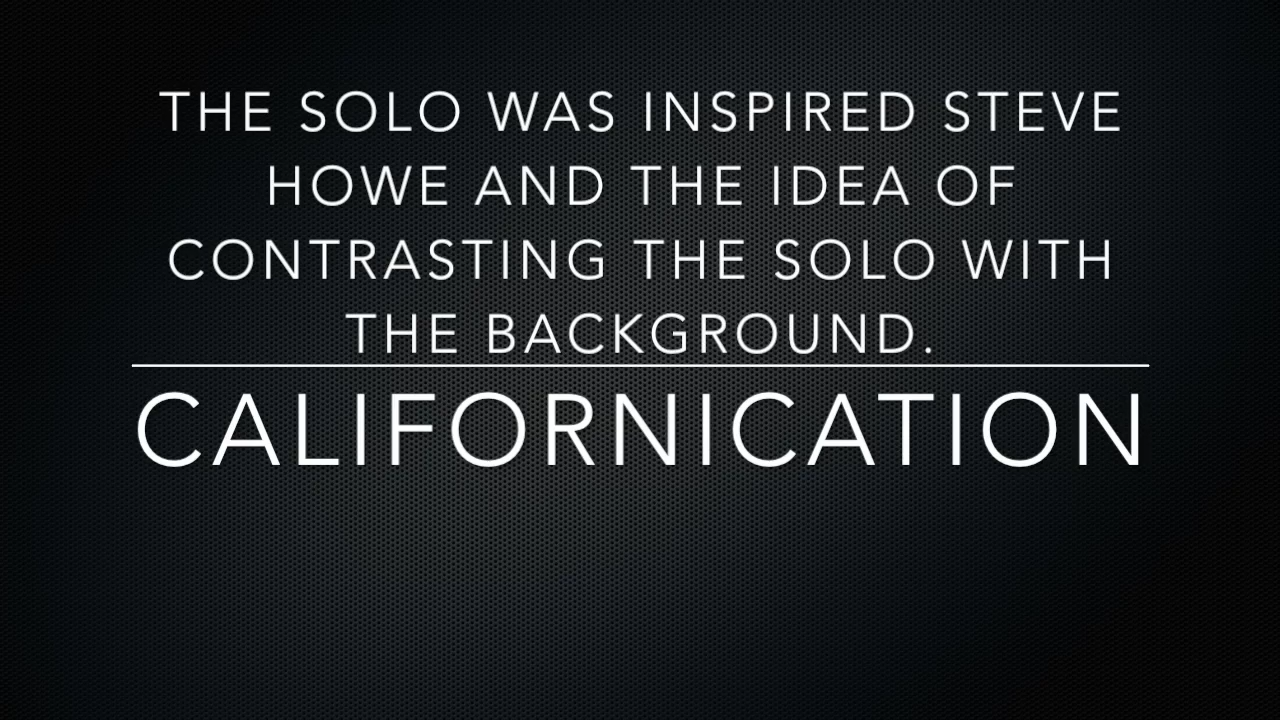 THE SOLO WAS INSPIRED STEVE
HOWE AND THE IDEA OF
CONTRASTING THE SOLO WITH
THE BACKGROUND.
CALIFORNICATION